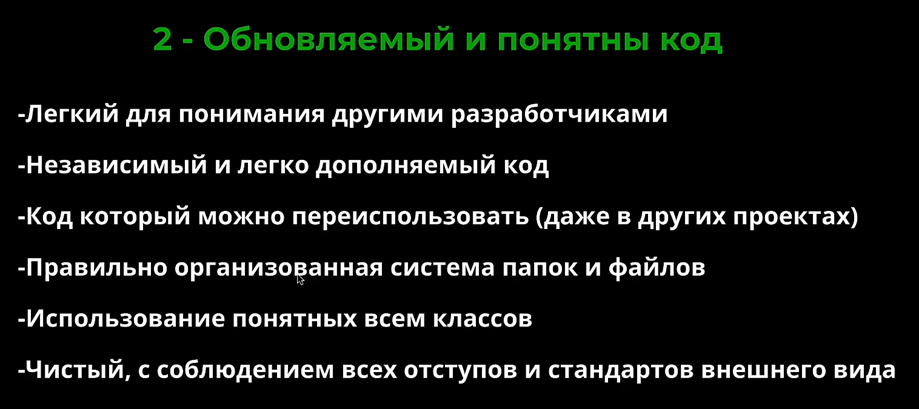 2 - Обновляемый и понятны код
-Легкий для понимания другими разработчиками
-Независимый и легко дополняемый код
-Код который можно переиспользовать (даже в других проектах)
-Правильно организованная система папок и файлов
-Использование понятных всем классов
-Чистый, с соблюдением всех отступов и стандартов внешнего вида